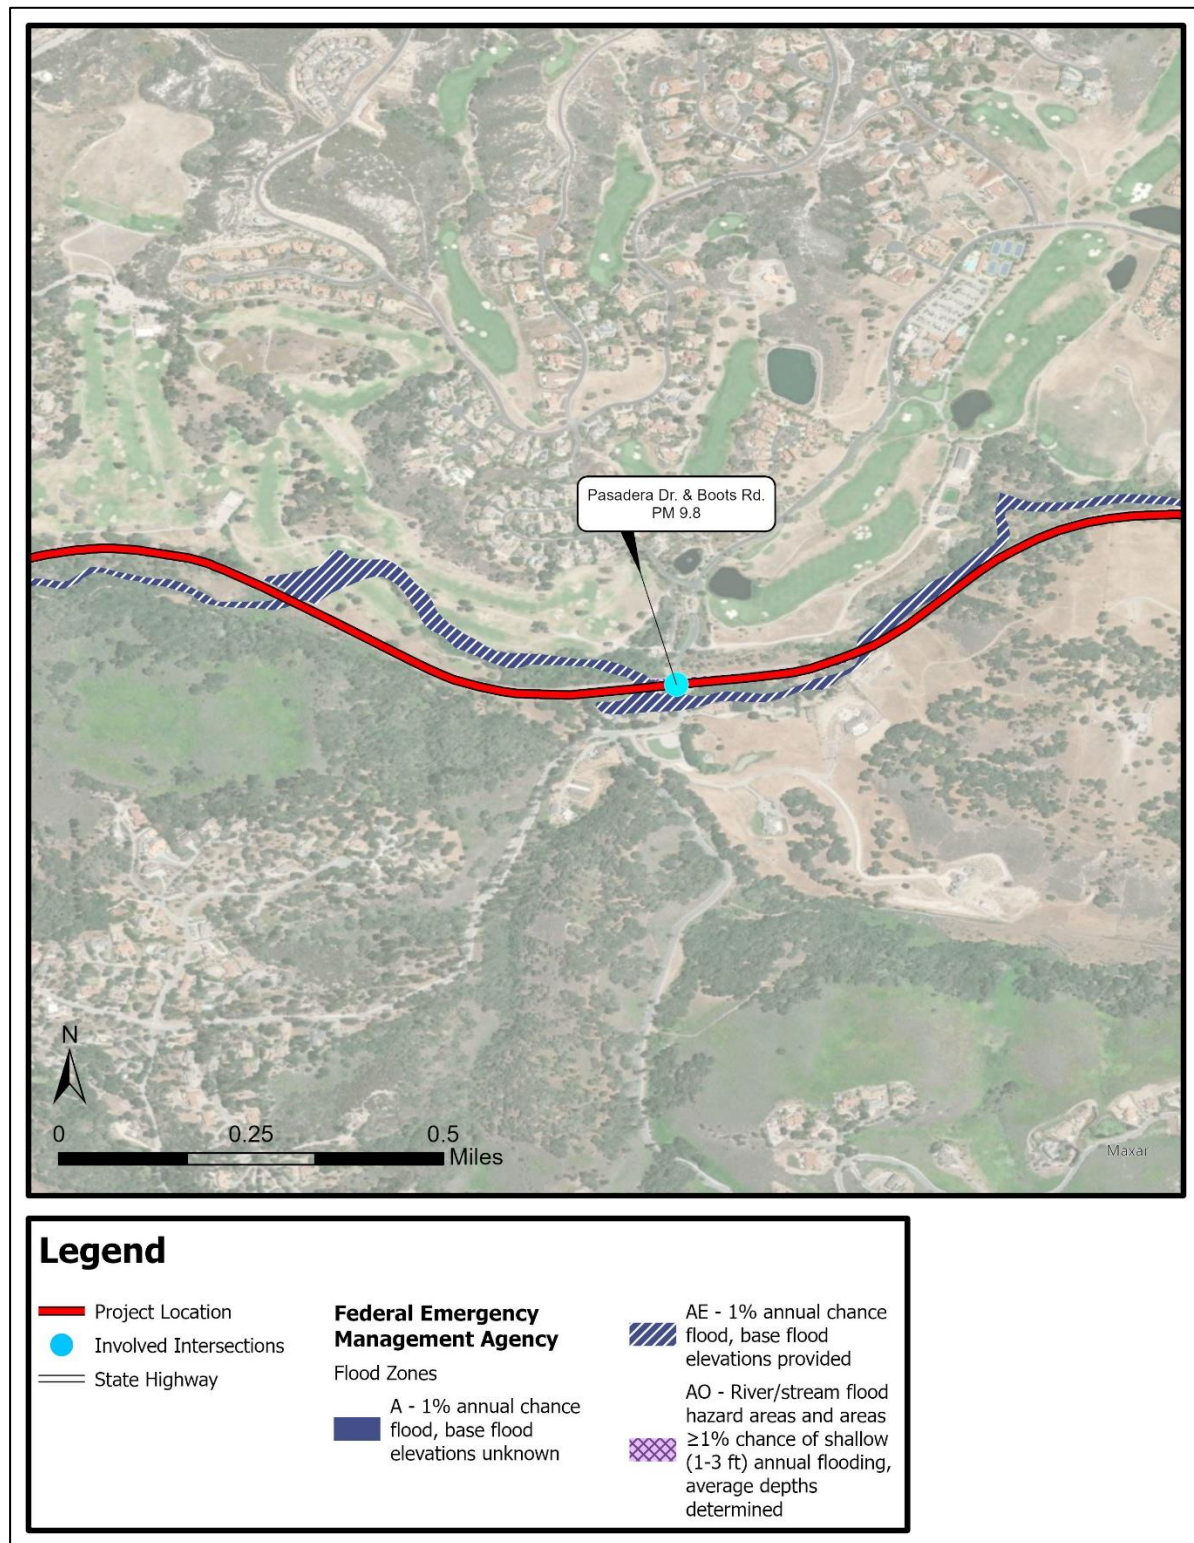 Pasadera Dr. & Boots Rd.
PM 9.8
N
0 0.25 0.5
Miles
Maxar
Legend
Project Location
Involved Intersections
State Highway
Federal Emergency
Management Agency
Flood Zones
A - 1% annual chance
flood, base flood
elevations unknown
AE - 1% annual chance
flood, base flood
elevations provided
AO - River/stream flood
hazard areas and areas
≥1% chance of shallow
(1-3 ft) annual flooding,
average depths
determined